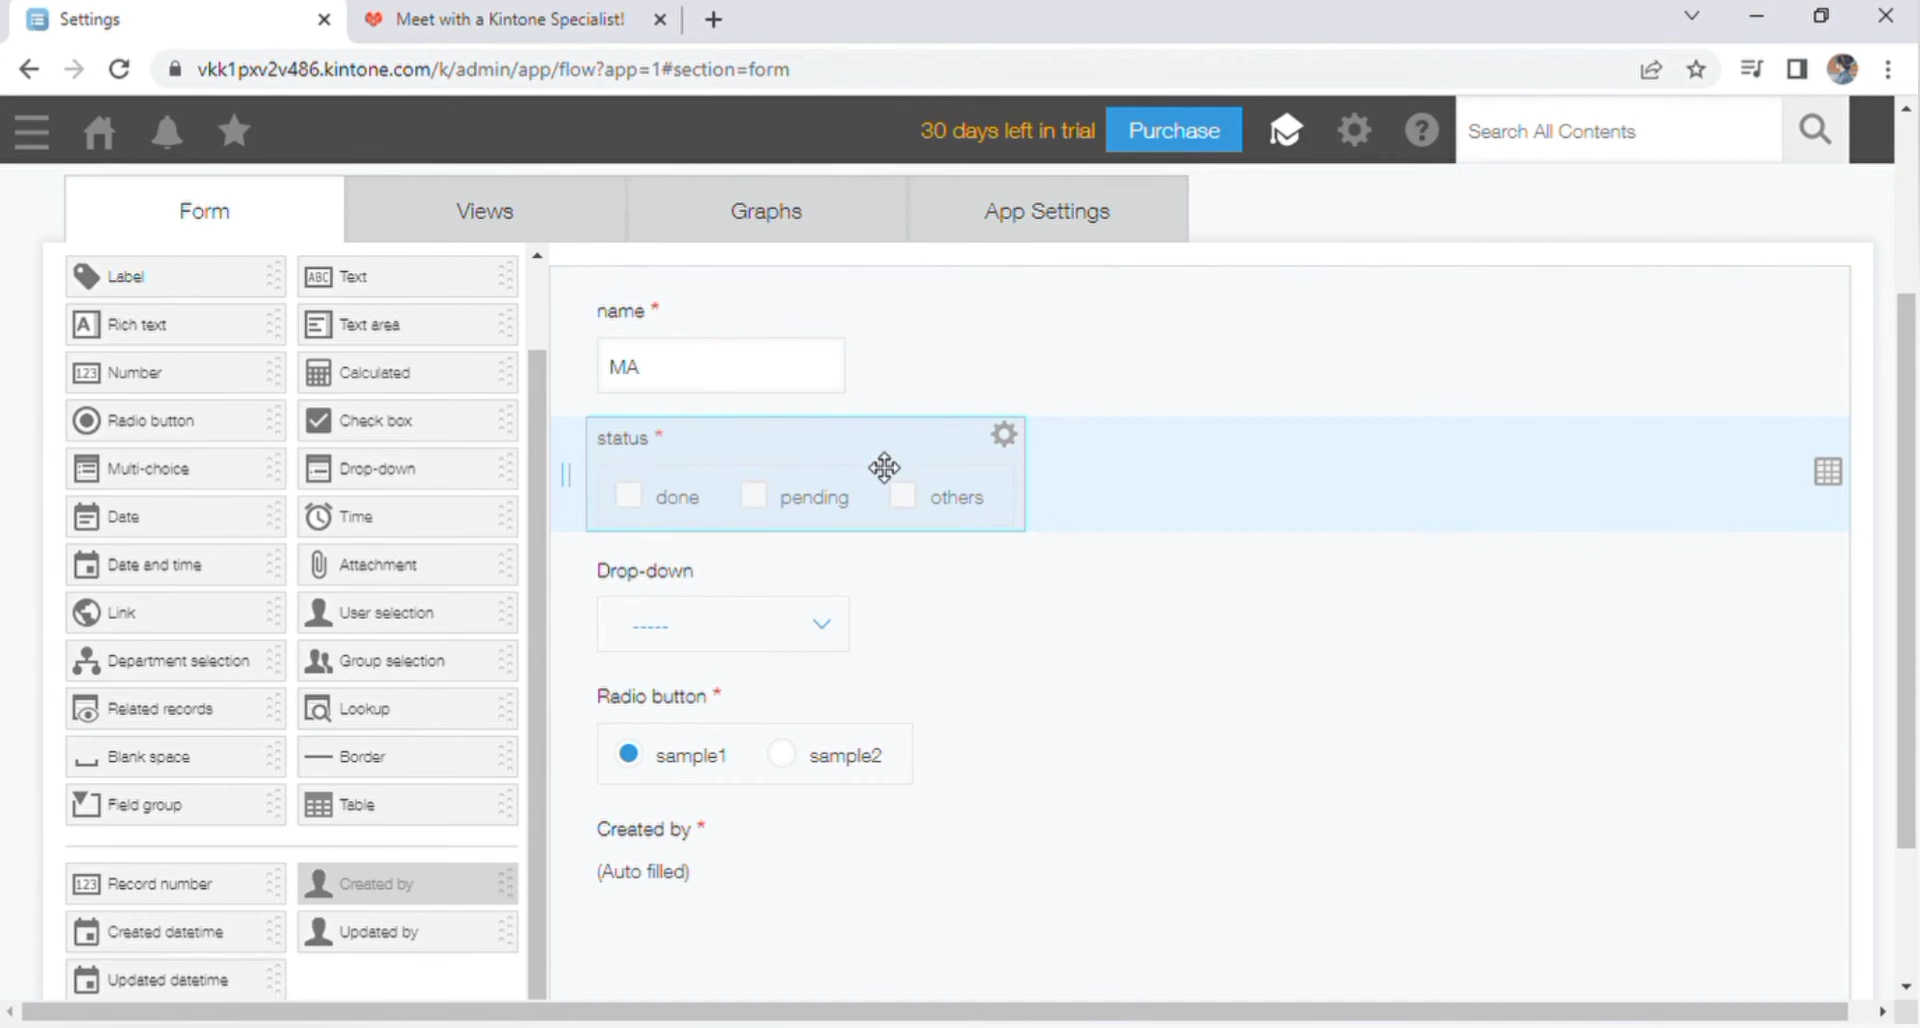 Settings
Meet with a Kintone Specialist!
vkk1pxv2v486.kintone.com/k/admin/app/flow?app=1#section=form
30 days left in trial
Purchase
Search All Contents
Form
Views
Graphs
App Settings
Label
ABC Text
A Rich text
Text area
123 Number
Calculated
Radio button
Check box
Multi-choice
Drop-down
Date
Time
Date and time
Attachment
Link
User selection
Department selection
Group selection
Related records
Lookup
Blank space
Border
Field group
Table
123 Record number
Created by
Created datetime
Updated by
Updated datetime
name *
MA
status *
done pending others
Drop-down
-----
Radio button *
sample1 sample2
Created by *
(Auto filled)